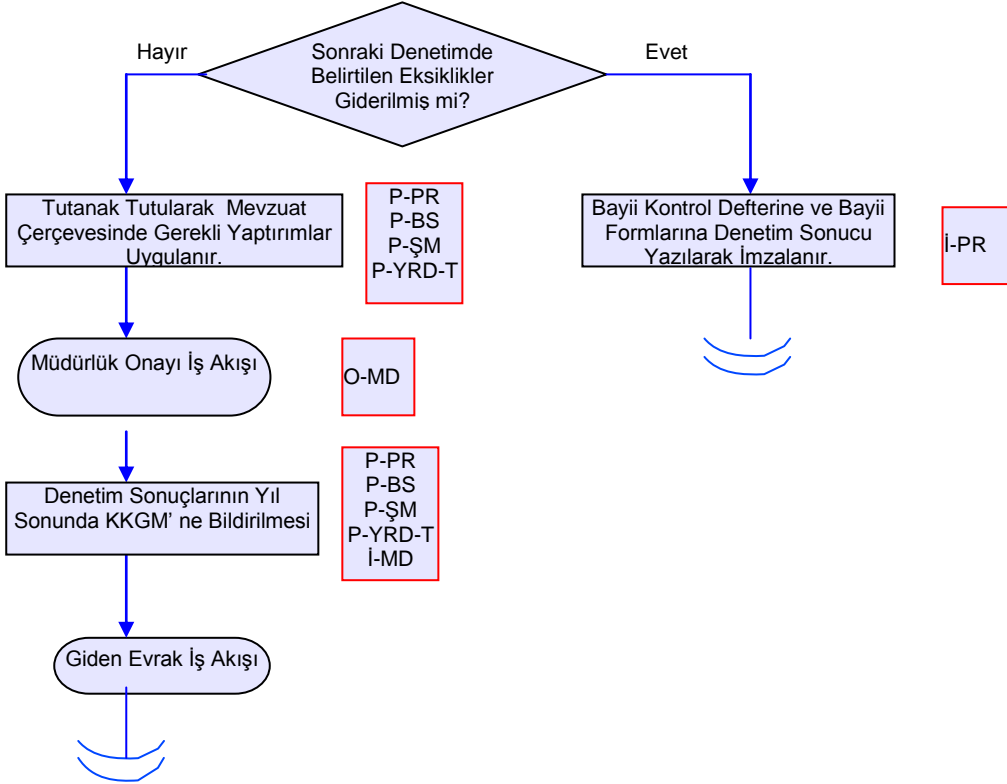 Hayır
Sonraki Denetimde
Belirtilen Eksiklikler
Giderilmiş mi?
Evet
Tutanak Tutularak Mevzuat
Çerçevesinde Gerekli Yaptırımlar
Uygulanır.
P-PR
P-BS
P-ŞM
P-YRD-T
Bayii Kontrol Defterine ve Bayii
Formlarına Denetim Sonucu
Yazılarak İmzalanır.
İ-PR
Müdürlük Onayı İş Akışı
O-MD
Denetim Sonuçlarının Yıl
Sonunda KKGM’ ne Bildirilmesi
P-PR
P-BS
P-ŞM
P-YRD-T
İ-MD
Giden Evrak İş Akışı